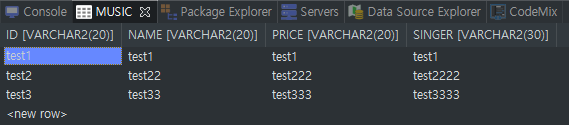 Console MUSIC Package Explorer Servers Data Source Explorer CodeMix
ID [VARCHAR2(20)] NAME [VARCHAR2(20)] PRICE [VARCHAR2(20)] SINGER [VARCHAR2(30)]
test1 test1 test1 test1
test2 test22 test222 test2222
test3 test33 test333 test3333
<new row>